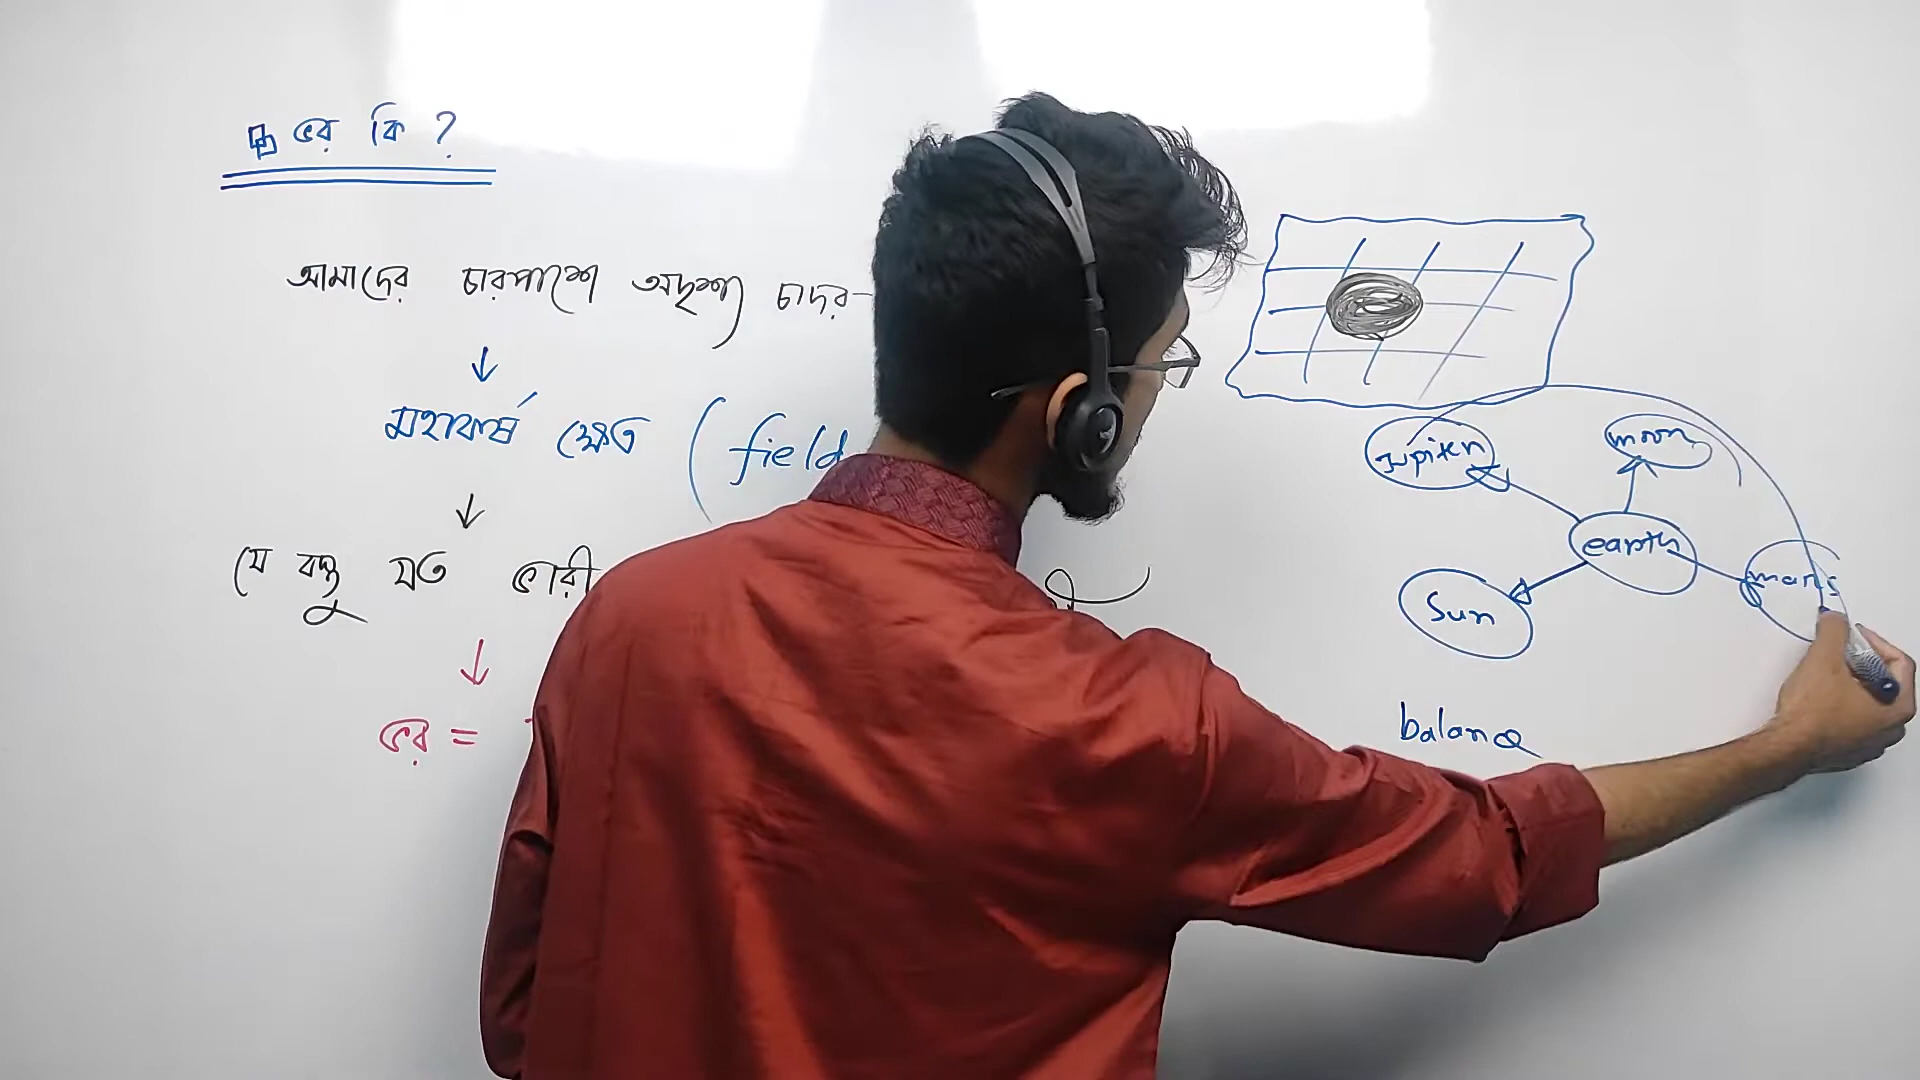 ভর কি ?
আমাদের চারপাশে অদৃশ্য চাদর-
↓
মহাকর্ষ ক্ষেত্র ( field
↓
যে বস্তু যত ভারী
↓
ভর =
Jupiter
moon
earth
mars
Sun
balance